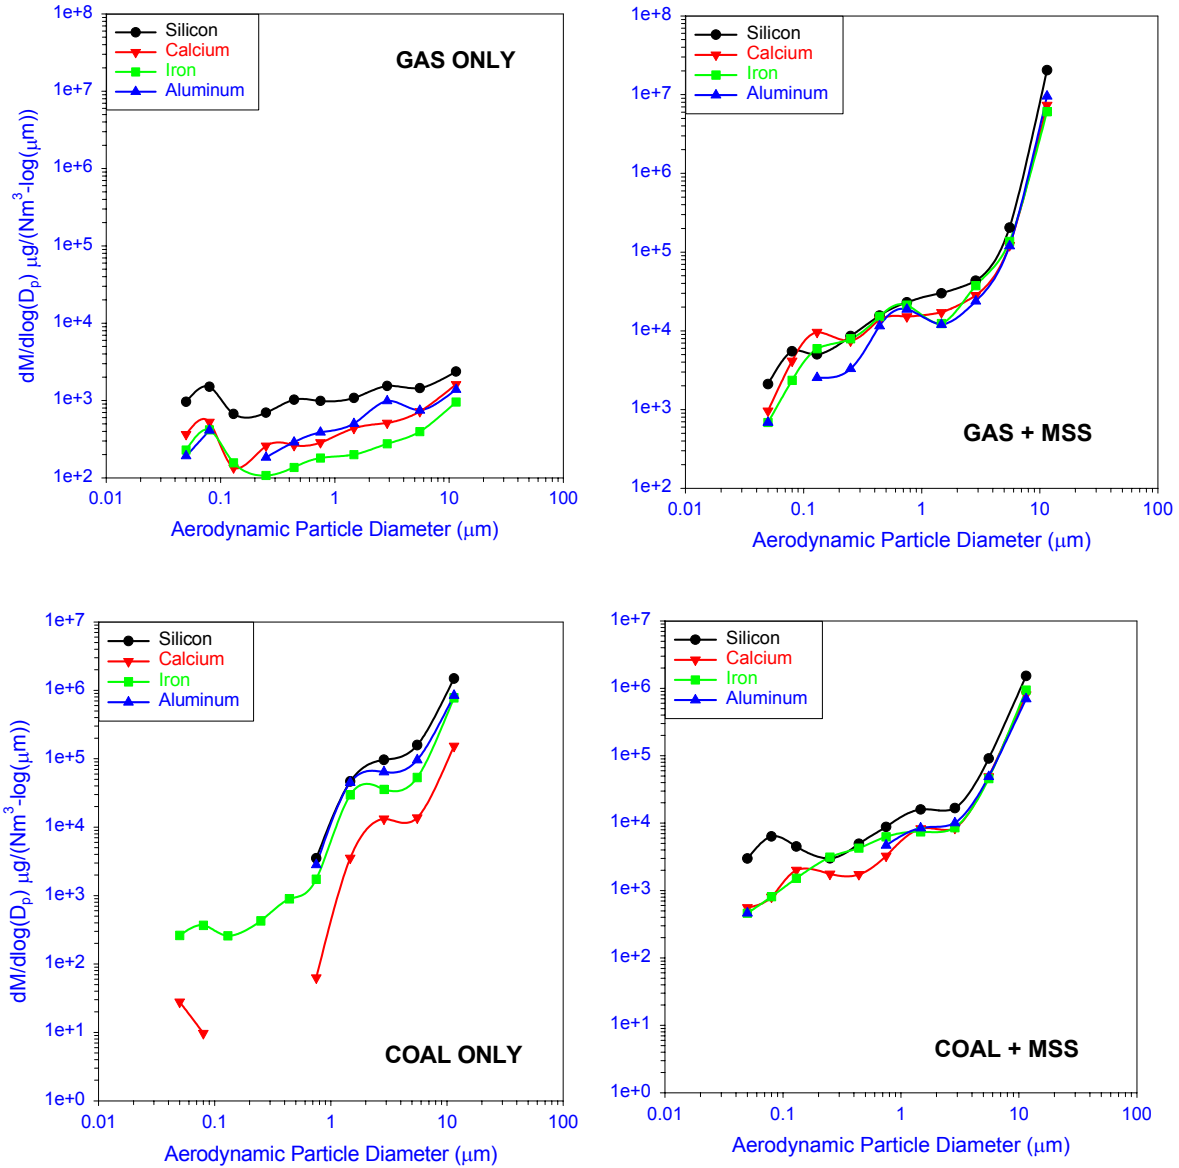 1e+8
1e+7
1e+6
1e+5
1e+4
1e+3
1e+2
dM/dlog(Dp) μg/(Nm³-log(μm))
Silicon
Calcium
Iron
Aluminum
GAS ONLY
0.01
0.1
1
10
100
Aerodynamic Particle Diameter (μm)
1e+8
1e+7
1e+6
1e+5
1e+4
1e+3
1e+2
Silicon
Calcium
Iron
Aluminum
GAS + MSS
0.01
0.1
1
10
100
Aerodynamic Particle Diameter (μm)
1e+7
1e+6
1e+5
1e+4
1e+3
1e+2
1e+1
1e+0
dM/dlog(Dp) μg/(Nm³-log(μm))
Silicon
Calcium
Iron
Aluminum
COAL ONLY
0.01
0.1
1
10
100
Aerodynamic Particle Diameter (μm)
1e+7
1e+6
1e+5
1e+4
1e+3
1e+2
1e+1
1e+0
Silicon
Calcium
Iron
Aluminum
COAL + MSS
0.01
0.1
1
10
100
Aerodynamic Particle Diameter (μm)